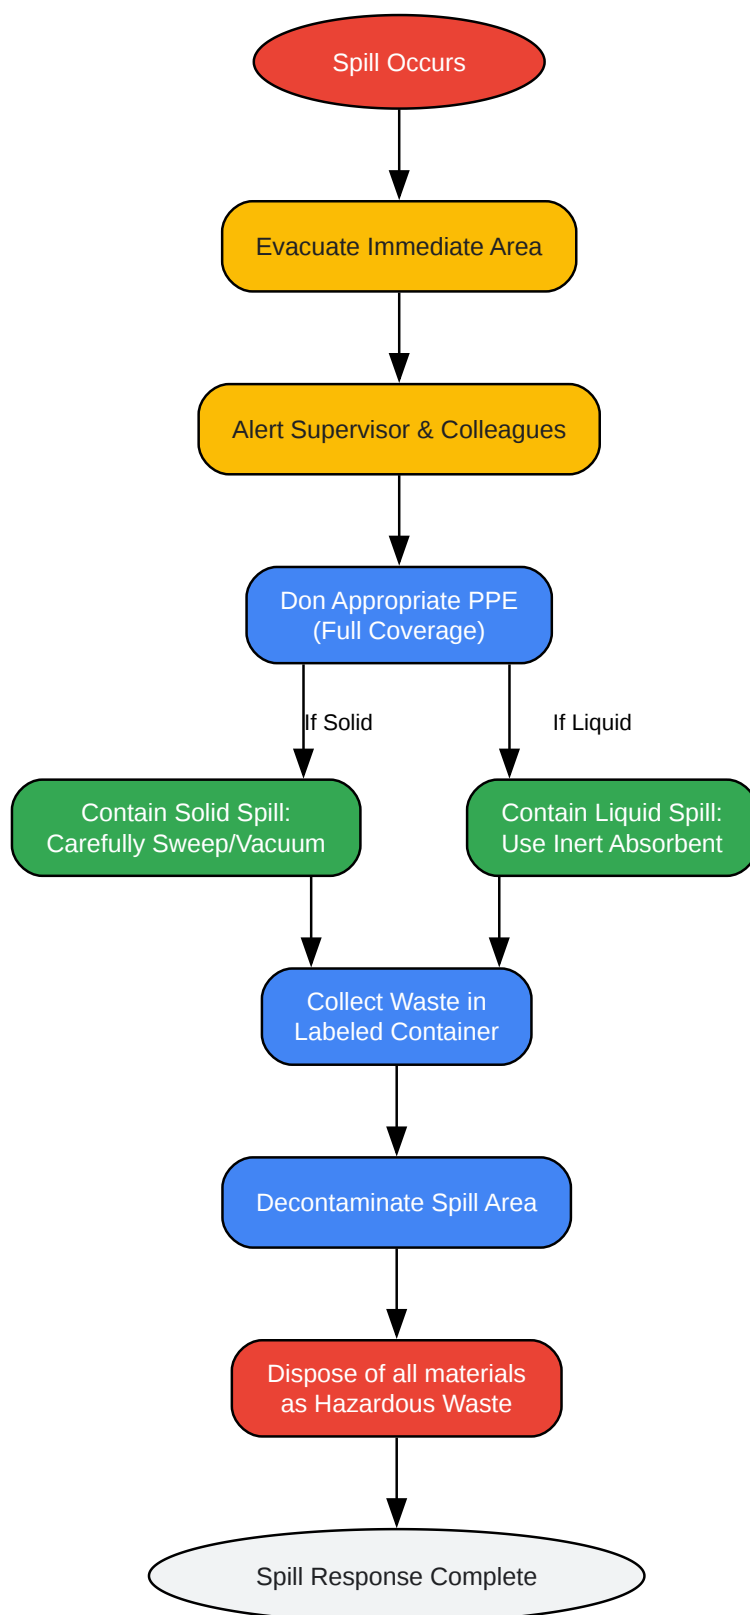 Spill Occurs
Evacuate Immediate Area
Alert Supervisor & Colleagues
Don Appropriate PPE
(Full Coverage)
If Solid
If Liquid
Contain Solid Spill:
Carefully Sweep/Vacuum
Contain Liquid Spill:
Use Inert Absorbent
Collect Waste in
Labeled Container
Decontaminate Spill Area
Dispose of all materials
as Hazardous Waste
Spill Response Complete